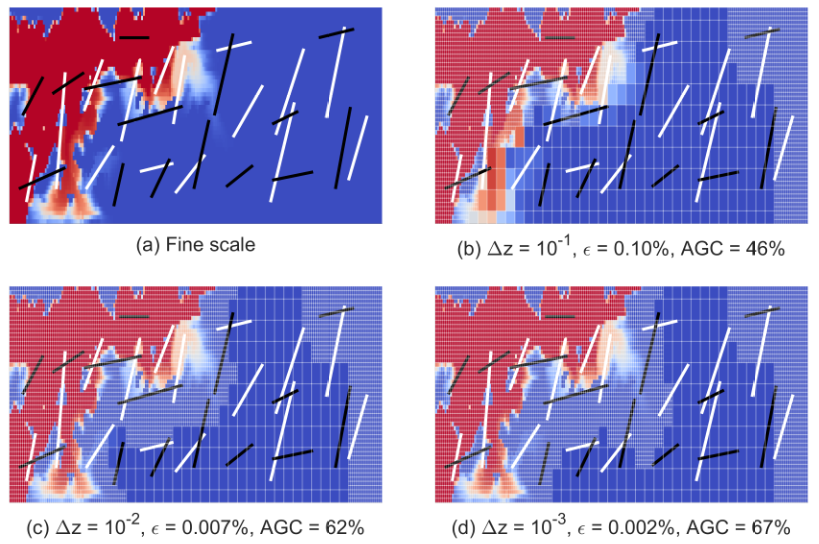 (a) Fine scale
(b) Δz = 10⁻¹, ϵ = 0.10%, AGC = 46%
(c) Δz = 10⁻², ϵ = 0.007%, AGC = 62%
(d) Δz = 10⁻³, ϵ = 0.002%, AGC = 67%